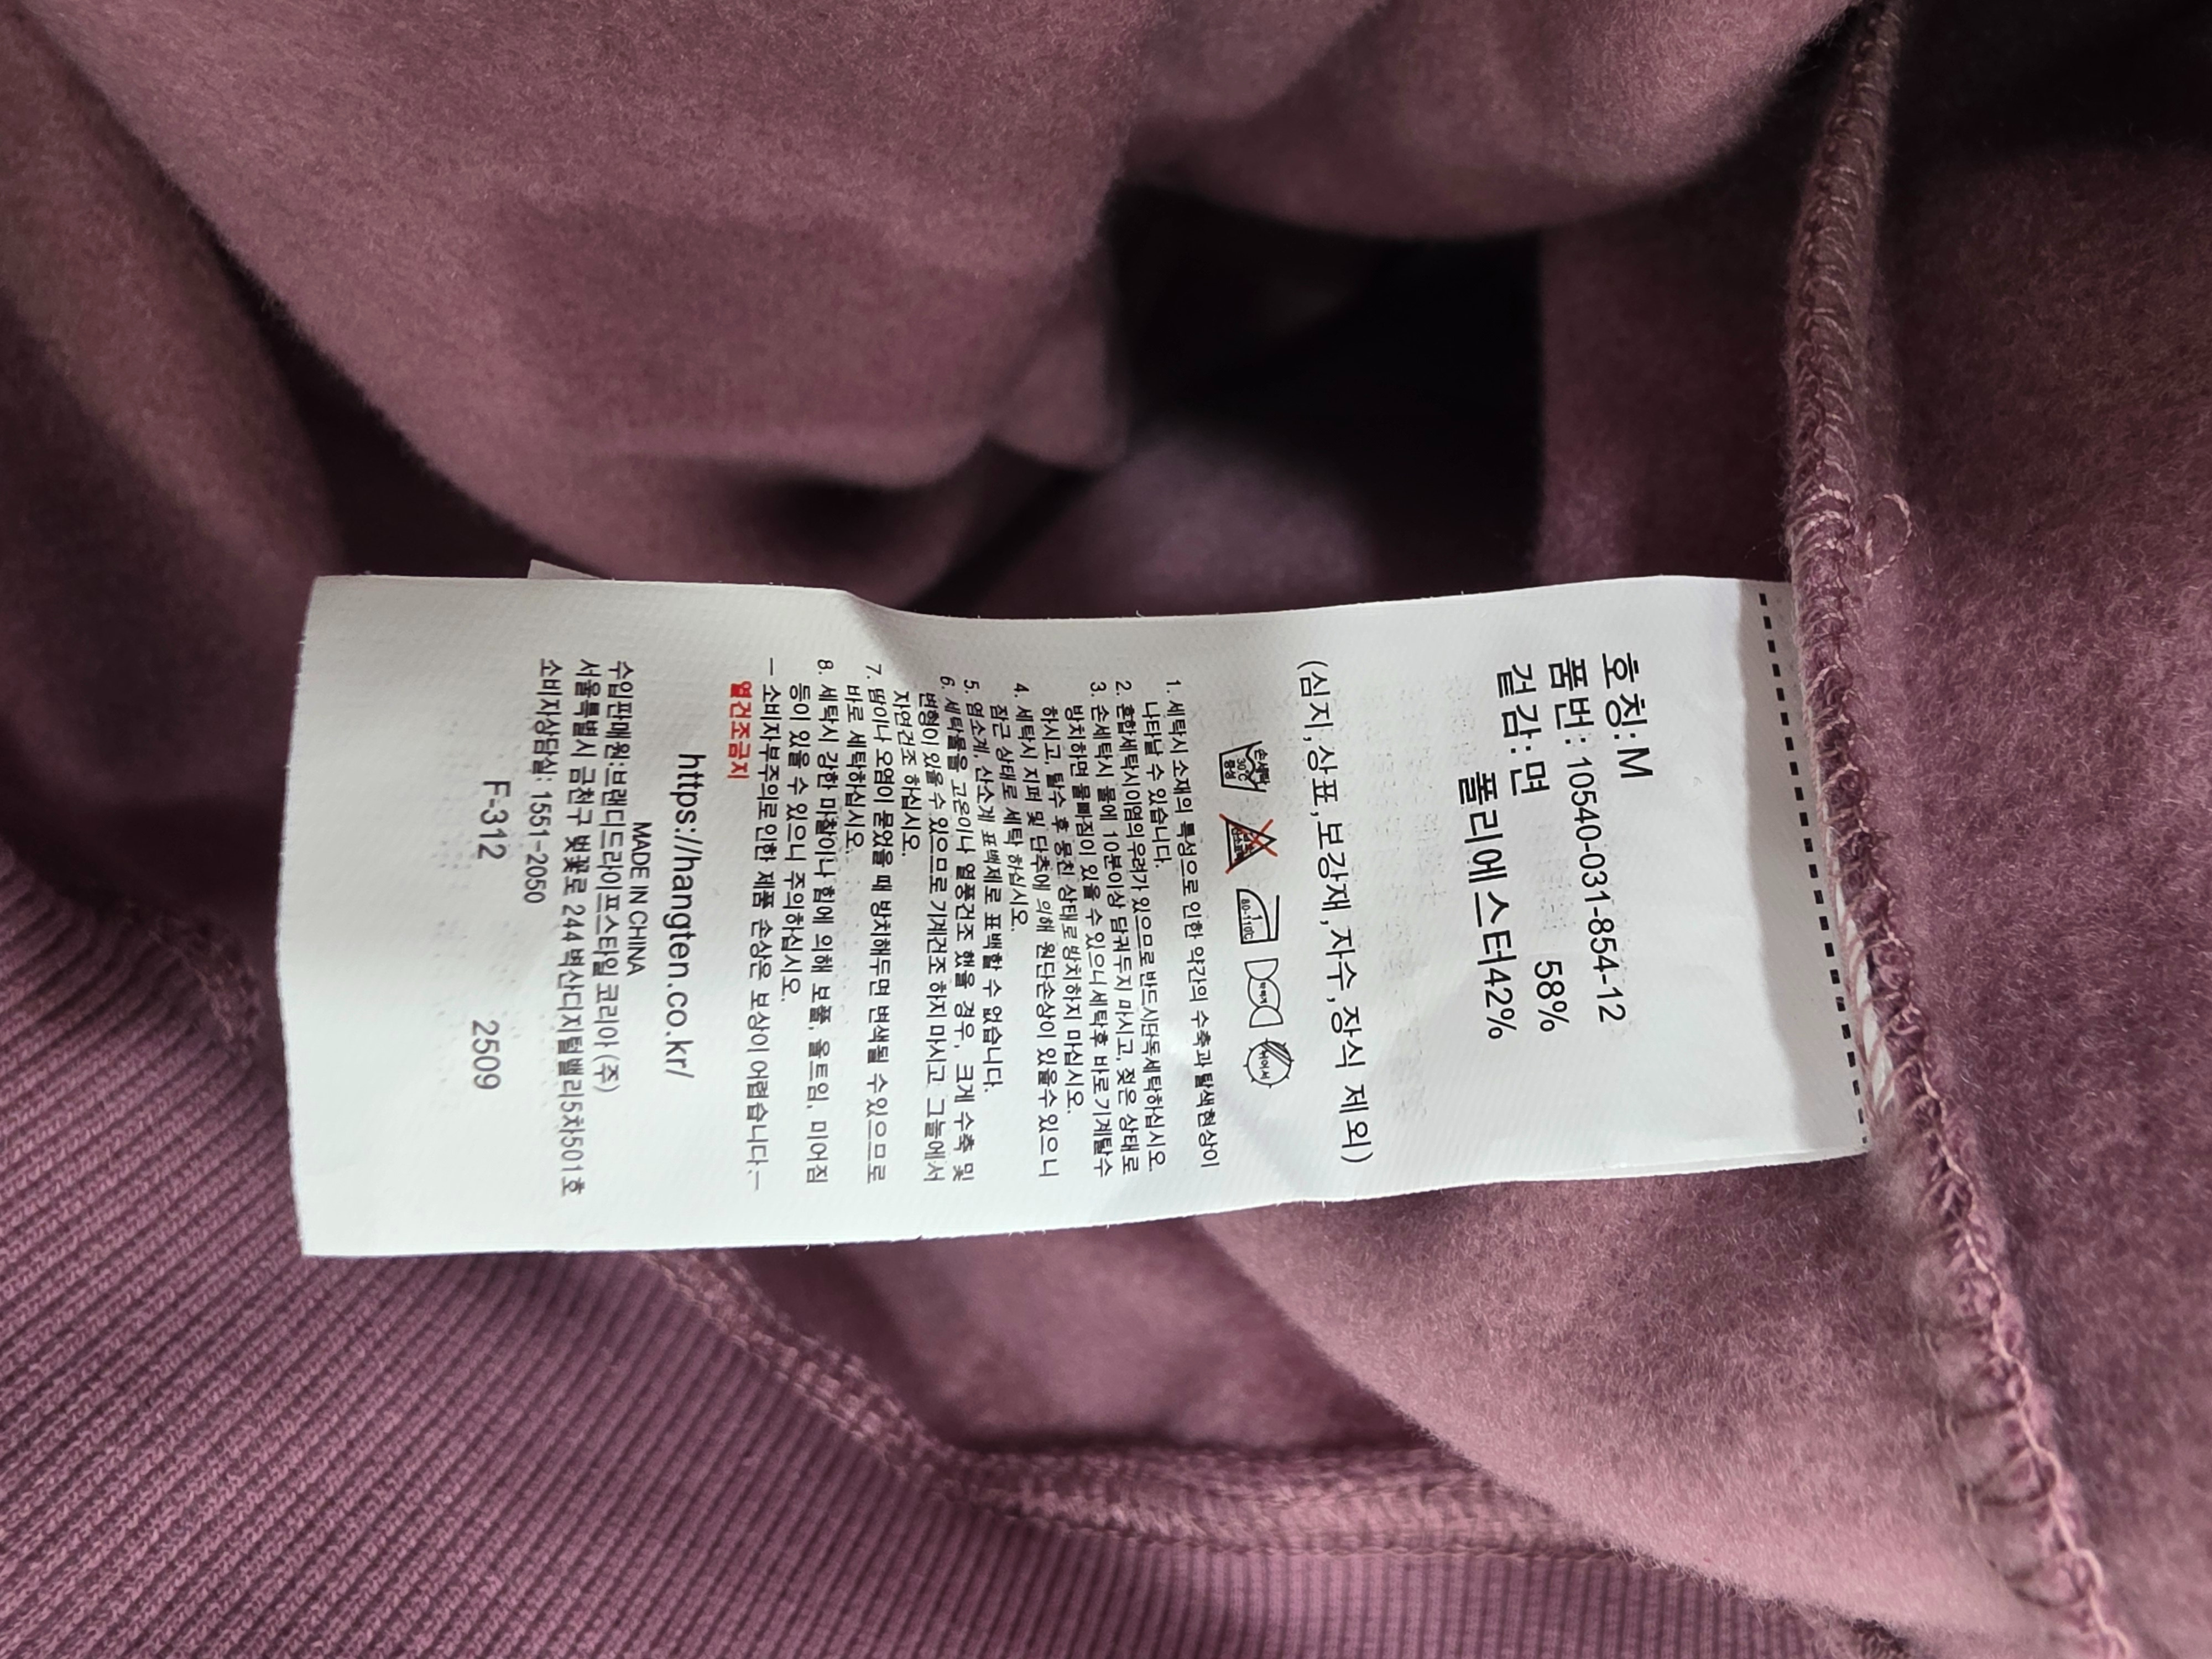 호칭: M
품번: 10540-031-854-12
겉감: 면 58%
폴리에스터42%
(심지,상표,보강재,자수,장식 제외)
손세탁 30℃ 중성
염소표백
80-110℃
약하게
뉘어서
1. 세탁시 소재의 특성으로 인한 약간의 수축과 탈색현상이
나타날 수 있습니다.
2. 혼합세탁시이염의우려가 있으므로반드시단독세탁하십시오.
3. 손세탁시 물에 10분이상 담궈두지 마시고, 젖은 상태로
방치하면 물빠짐이 있을 수 있으니세탁후 바로 기계탈수
하시고, 탈수 후 뭉친 상태로방치하지 마십시오.
4. 세탁시 지퍼 및 단추에 의해 원단손상이 있을수 있으니
잠근 상태로 세탁 하십시오.
5. 염소계, 산소계 표백제로 표백할 수 없습니다.
6. 세탁물을 고온이나 열풍건조 했을 경우, 크게 수축 및
변형이 있을 수 있으므로 기계건조 하지 마시고 그늘에서
자연건조 하십시오.
7. 땀이나 오염이 묻었을 때 방치해두면 변색될 수있으므로
바로 세탁하십시오.
8. 세탁시 강한 마찰이나 힘에 의해 보풀, 올트임, 미어짐
등이 있을 수 있으니 주의하십시오.
— 소비자부주의로인한 제품 손상은 보상이 어렵습니다.—
열건조금지
https://hangten.co.kr/
MADE IN CHINA
수입판매원:브랜디드라이프스타일 코리아 (주)
서울특별시 금천구 벚꽃로 244 벽산디지털밸리5차501호
소비자상담실: 1551-2050
F-312 2509